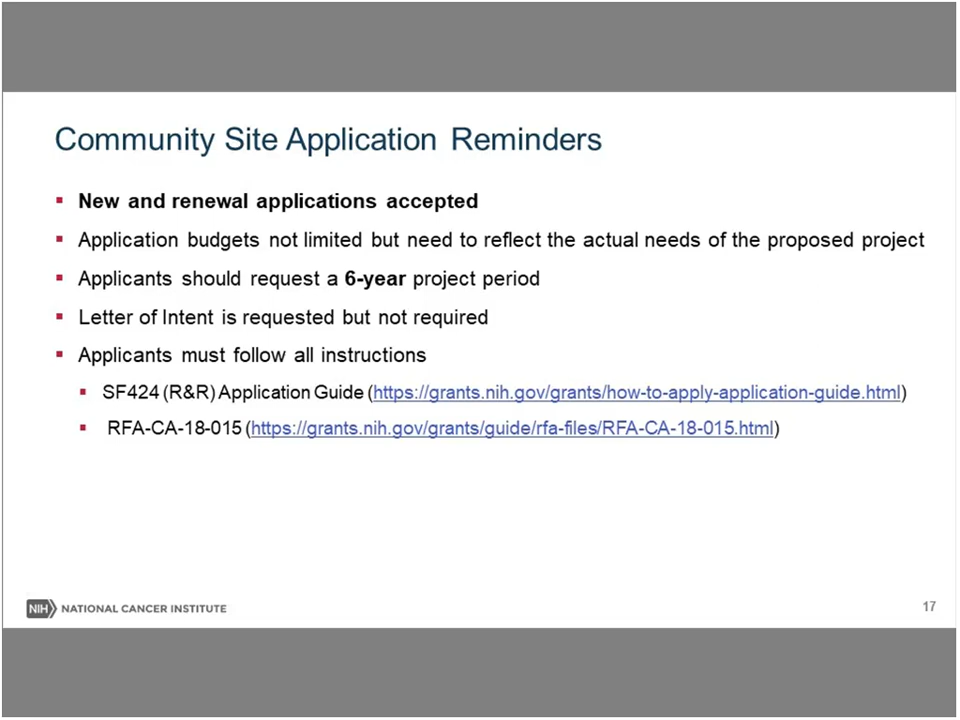 Community Site Application Reminders
New and renewal applications accepted
Application budgets not limited but need to reflect the actual needs of the proposed project
Applicants should request a 6-year project period
Letter of Intent is requested but not required
Applicants must follow all instructions
SF424 (R&R) Application Guide (https://grants.nih.gov/grants/how-to-apply-application-guide.html)
RFA-CA-18-015 (https://grants.nih.gov/grants/guide/rfa-files/RFA-CA-18-015.html)
NIH NATIONAL CANCER INSTITUTE
17